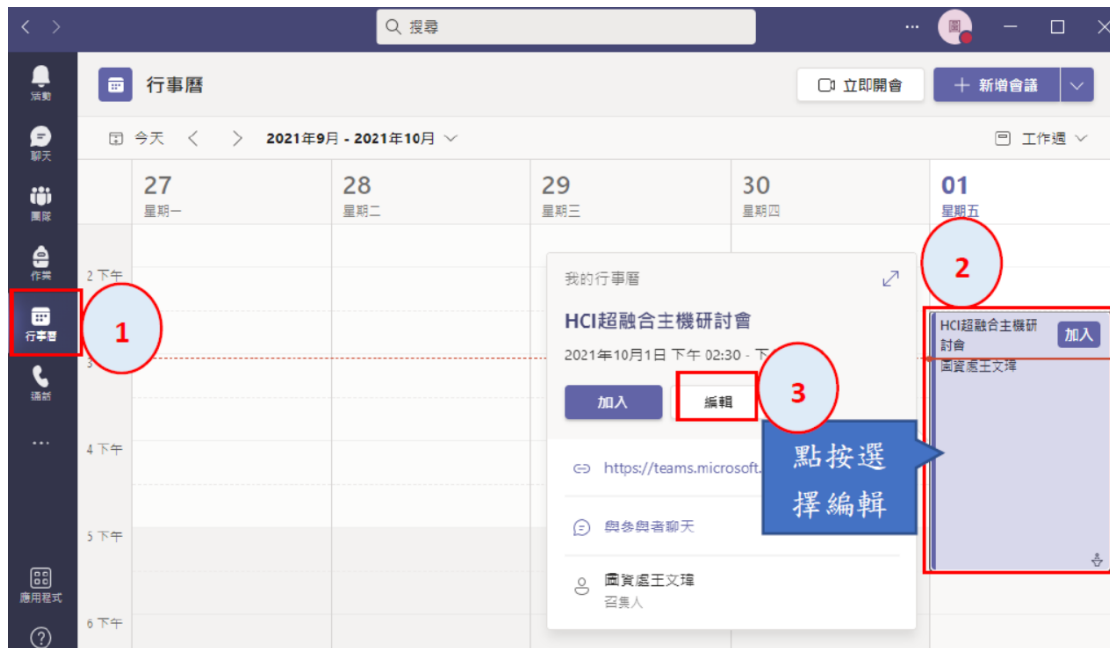 搜尋
圖
活動
聊天
團隊
作業
行事曆
通話
應用程式
行事曆
立即開會
新增會議
今天
2021年9月 - 2021年10月
工作週
27
星期一
28
星期二
29
星期三
30
星期四
01
星期五
2 下午
3
4 下午
5 下午
6 下午
1
2
3
我的行事曆
HCI超融合主機研討會
2021年10月1日 下午 02:30 - 下
加入
編輯
https://teams.microsoft.
與參與者聊天
圖資處王文瑋
召集人
點按選
擇編輯
HCI超融合主機研
討會
加入
圖資處王文瑋